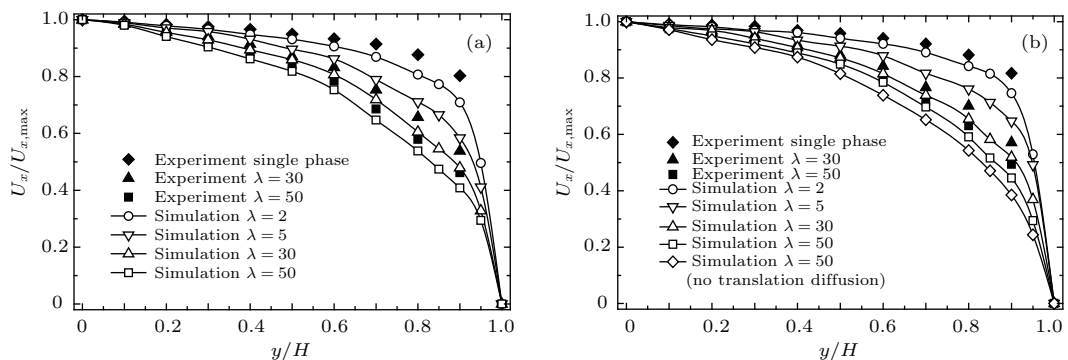 (a)
1.0
0.8
0.6
0.4
0.2
0
U_x/U_{x,max}
Experiment single phase
Experiment λ = 30
Experiment λ = 50
Simulation λ = 2
Simulation λ = 5
Simulation λ = 30
Simulation λ = 50
0 0.2 0.4 0.6 0.8 1.0
y/H
(b)
1.0
0.8
0.6
0.4
0.2
0
U_x/U_{x,max}
Experiment single phase
Experiment λ = 30
Experiment λ = 50
Simulation λ = 2
Simulation λ = 5
Simulation λ = 30
Simulation λ = 50
Simulation λ = 50
(no translation diffusion)
0 0.2 0.4 0.6 0.8 1.0
y/H